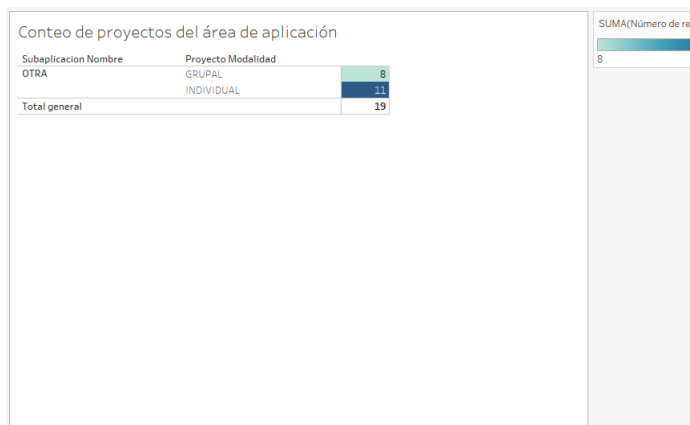 Conteo de proyectos del área de aplicación
Subaplicacion Nombre Proyecto Modalidad
OTRA GRUPAL 8
INDIVIDUAL 11
Total general 19
SUMA(Número de re
8